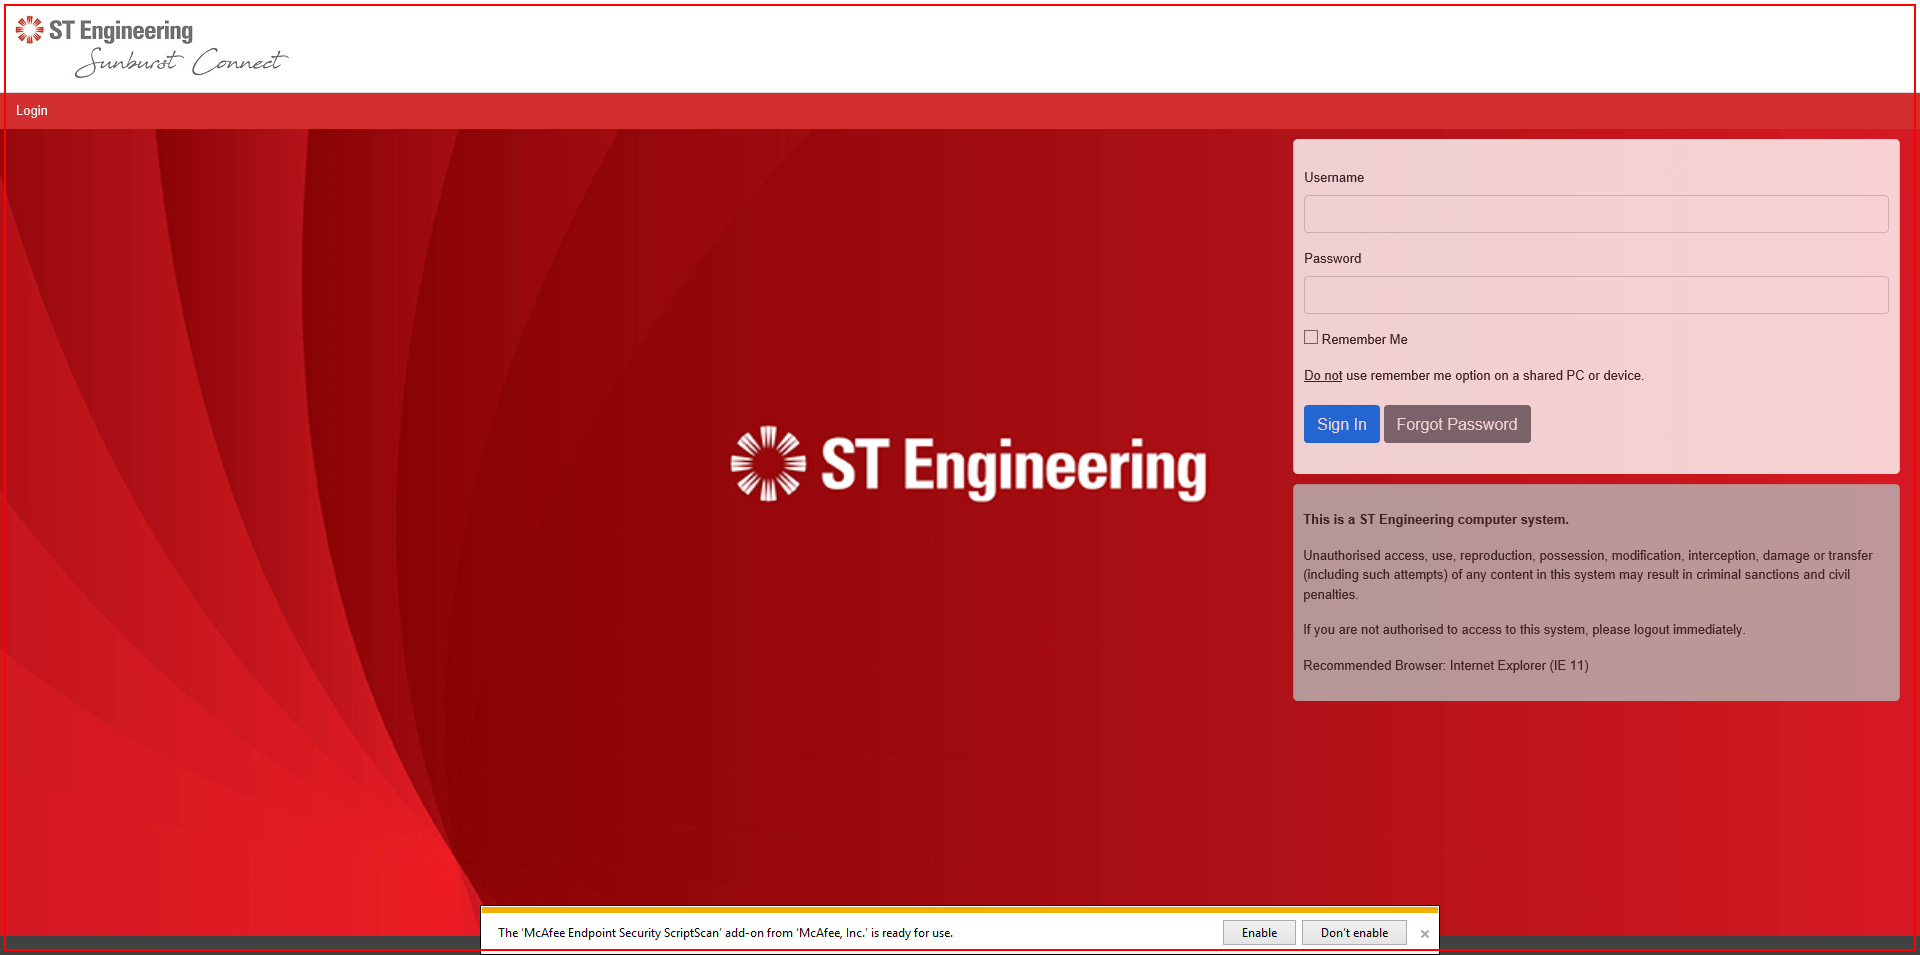 ST Engineering
Sunburst Connect
Login
Username
Password
Remember Me
Do not use remember me option on a shared PC or device.
Sign In
Forgot Password
ST Engineering
This is a ST Engineering computer system.
Unauthorised access, use, reproduction, possession, modification, interception, damage or transfer
(including such attempts) of any content in this system may result in criminal sanctions and civil
penalties.
If you are not authorised to access to this system, please logout immediately.
Recommended Browser: Internet Explorer (IE 11)
The 'McAfee Endpoint Security ScriptScan' add-on from 'McAfee, Inc.' is ready for use.
Enable
Don't enable
×